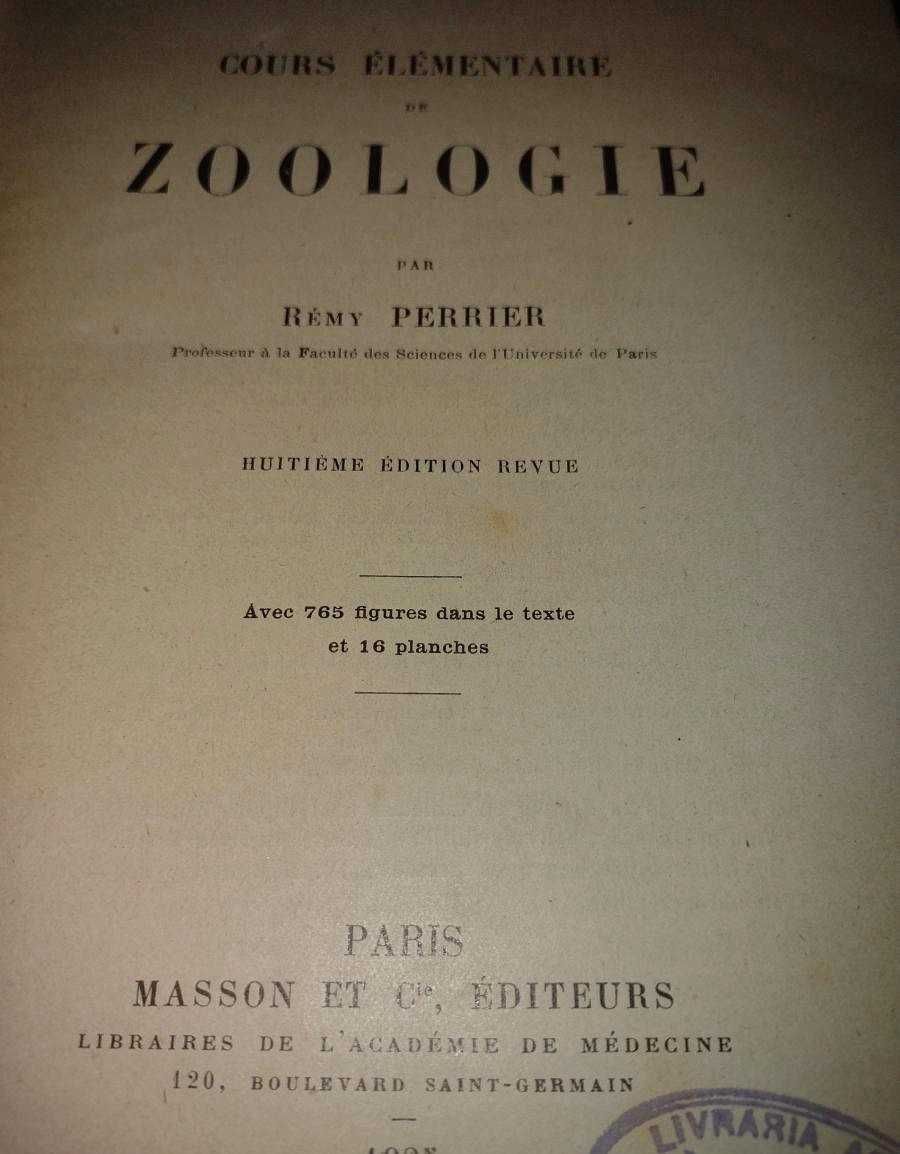 COURS ÉLÉMENTAIRE
DE
ZOOLOGIE
PAR
RÉMY PERRIER
Professeur à la Faculté des Sciences de l'Université de Paris
HUITIÈME ÉDITION REVUE
Avec 765 figures dans le texte
et 16 planches
PARIS
MASSON ET Cie, ÉDITEURS
LIBRAIRES DE L'ACADÉMIE DE MÉDECINE
120, BOULEVARD SAINT-GERMAIN
LIVRARIA